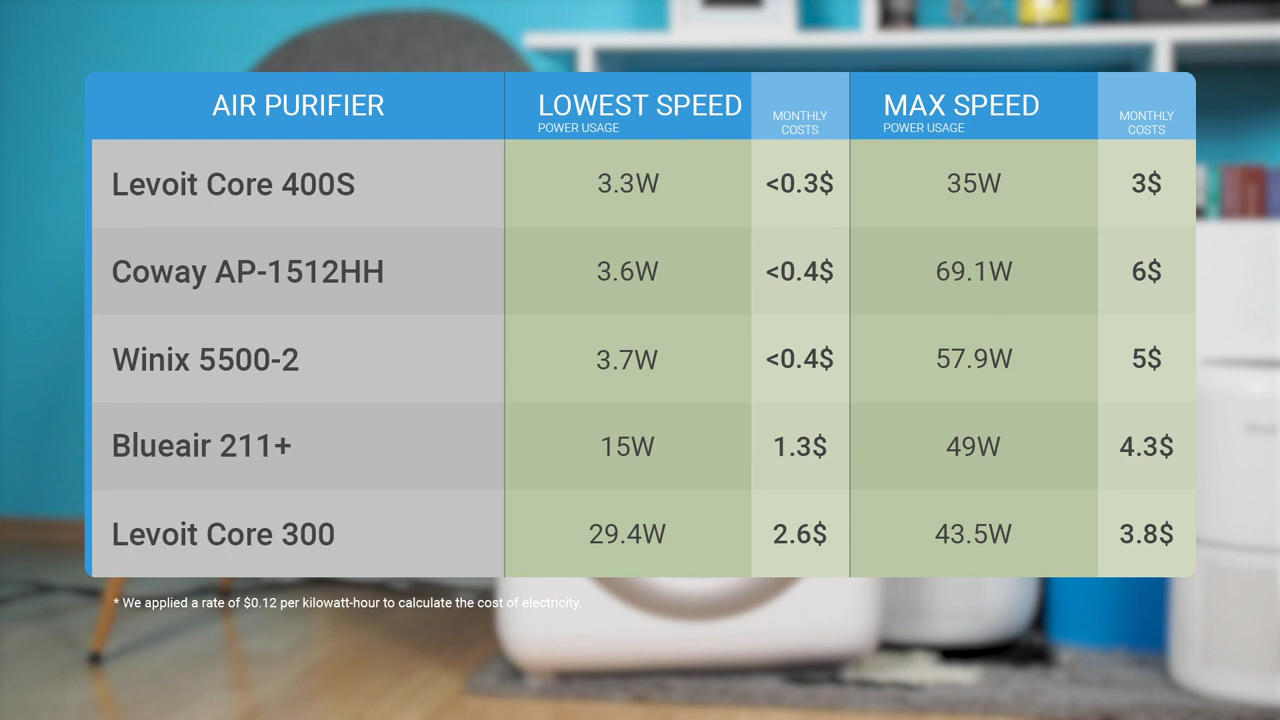 AIR PURIFIER
LOWEST SPEED
POWER USAGE
MONTHLY
COSTS
MAX SPEED
POWER USAGE
MONTHLY
COSTS
Levoit Core 400S 3.3W <0.3$ 35W 3$
Coway AP-1512HH 3.6W <0.4$ 69.1W 6$
Winix 5500-2 3.7W <0.4$ 57.9W 5$
Blueair 211+ 15W 1.3$ 49W 4.3$
Levoit Core 300 29.4W 2.6$ 43.5W 3.8$
* We applied a rate of $0.12 per kilowatt-hour to calculate the cost of electricity.